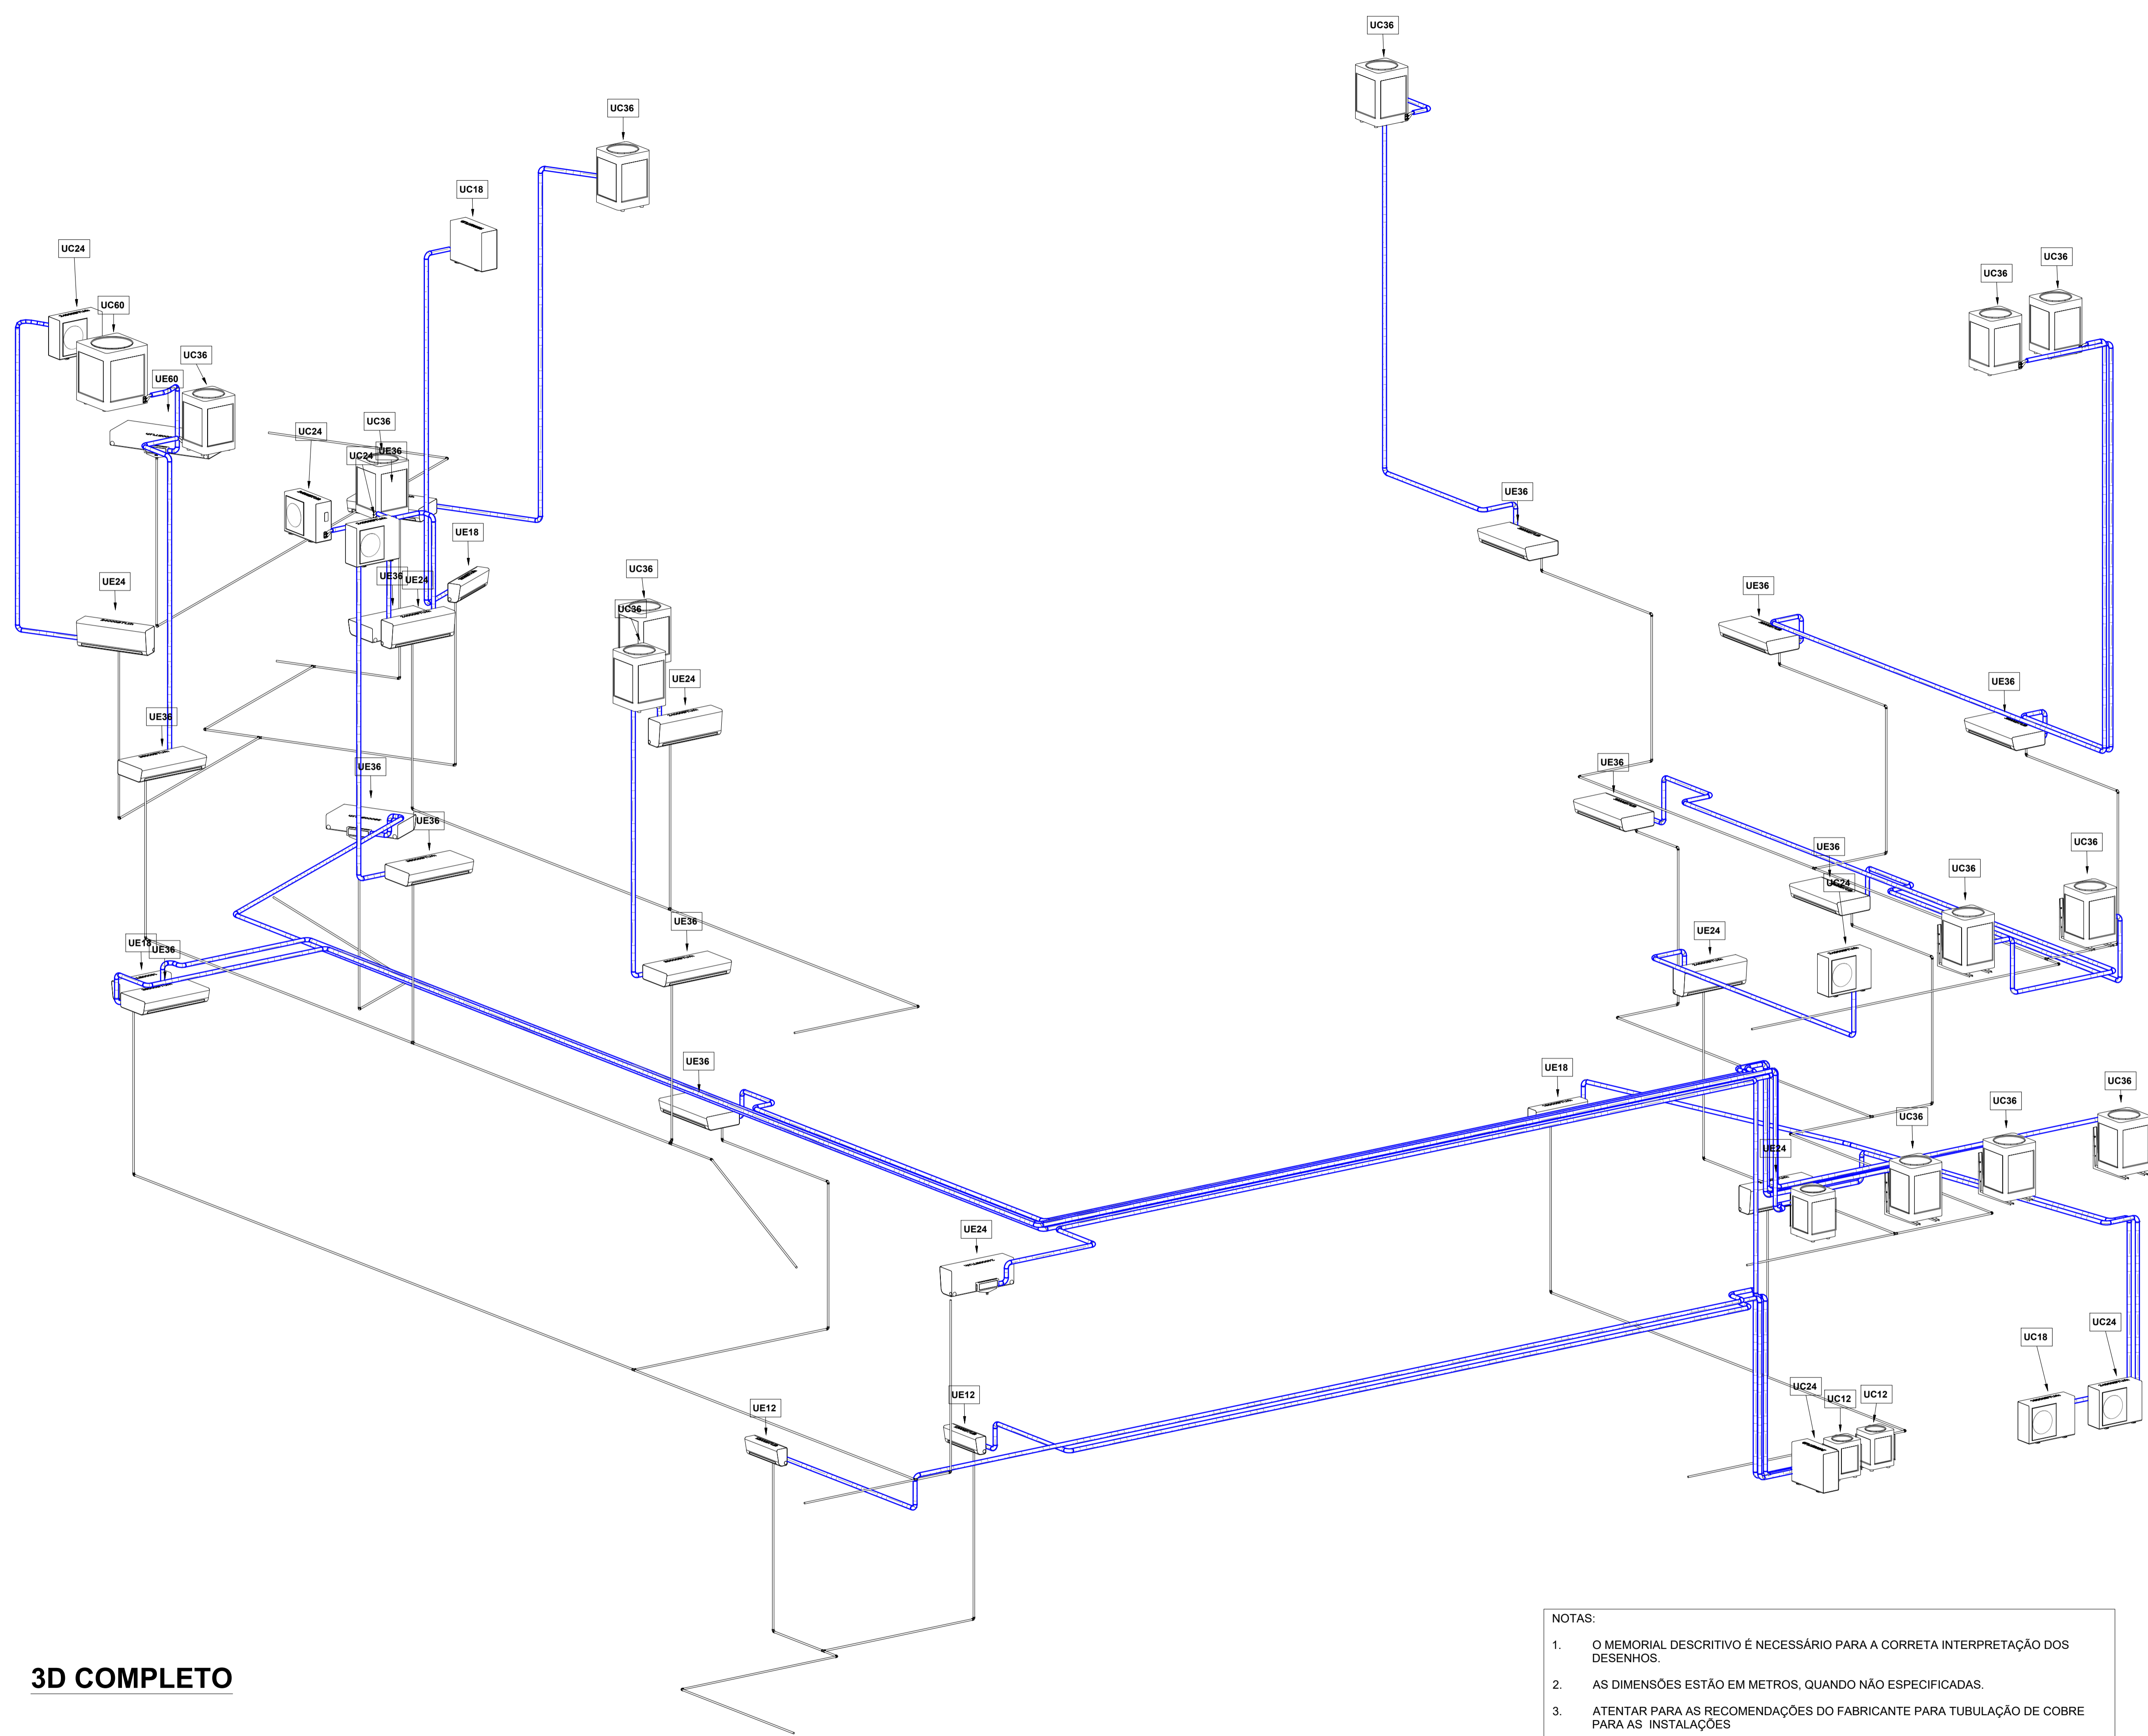 UC36
UC36
UC18
UC24
UC36
UC36
UC60
UC36
UE60
UC36
UC24
UE36
UC24
UE36
UE18
UC36
UE36
UE24
UE24
UE36
UC36
UE24
UE36
UE36
UE36
UE36
UE36
UC36
UE36
UE36
UC36
UC24
UE36
UE24
UE18
UE36
UE36
UE18
UC36
UC36
UC36
UE24
UE24
UC24
UC18
UC24
UC12
UC12
UE12
UE12
3D COMPLETO
NOTAS:
1. O MEMORIAL DESCRITIVO É NECESSÁRIO PARA A CORRETA INTERPRETAÇÃO DOS
DESENHOS.
2. AS DIMENSÕES ESTÃO EM METROS, QUANDO NÃO ESPECIFICADAS.
3. ATENTAR PARA AS RECOMENDAÇÕES DO FABRICANTE PARA TUBULAÇÃO DE COBRE
PARA AS INSTALAÇÕES